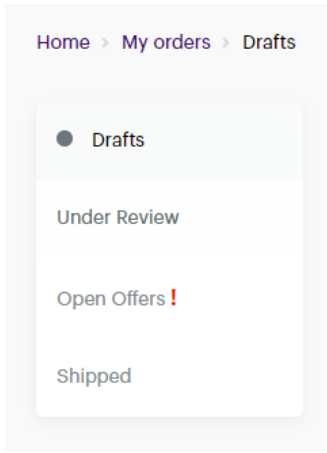 Home > My orders > Drafts
Drafts
Under Review
Open Offers !
Shipped